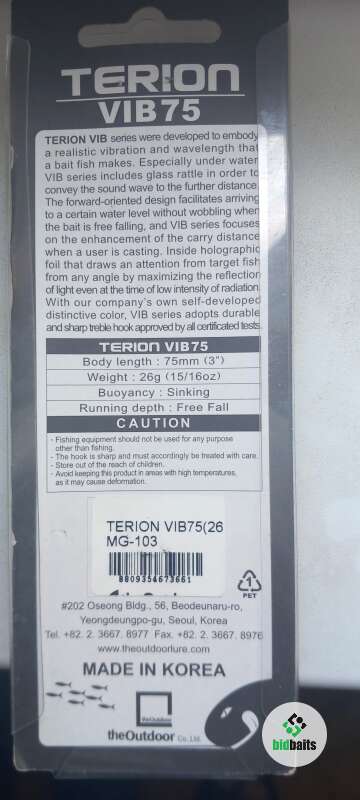 TERION
VIB75
TERION VIB series were developed to embody
a realistic vibration and wavelength that
a bait fish makes. Especially under water
VIB series includes glass rattle in order to
convey the sound wave to the further distance.
The forward-oriented design facilitates arriving
to a certain water level without wobbling when
the bait is free falling, and VIB series focuses
on the enhancement of the carry distance
when a user is casting. Inside holographic
foil that draws an attention from target fish
from any angle by maximizing the reflection
of light even at the time of low intensity of radiation.
With our company's own self-developed
distinctive color, VIB series adopts durable
and sharp treble hook approved by all certificated tests.
TERION VIB75
Body length : 75mm (3")
Weight : 26g (15/16oz)
Buoyancy : Sinking
Running depth : Free Fall
CAUTION
- Fishing equipment should not be used for any purpose
other than fishing.
- The hook is sharp and must accordingly be treated with care.
- Store out of the reach of children.
- Avoid keeping this product in areas with high temperatures,
as it may cause deformation.
TERION VIB75(26
MG-103
8809354673661
1
PET
#202 Oseong Bldg., 56, Beodeunaru-ro,
Yeongdeungpo-gu, Seoul, Korea
Tel. +82. 2. 3667. 8977 Fax. +82. 2. 3667. 8976
www.theoutdoorlure.com
MADE IN KOREA
theOutdoor
theOutdoor Co., Ltd.
bidbaits